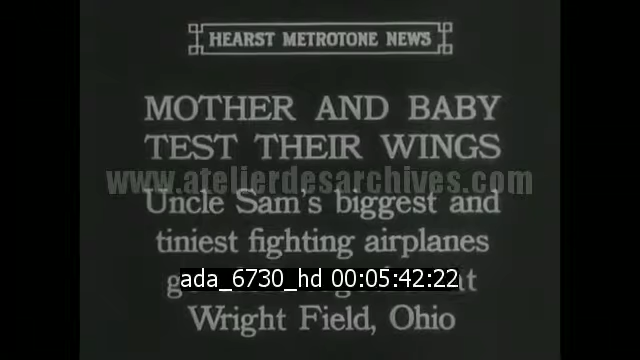 HEARST METROTONE NEWS
MOTHER AND BABY
TEST THEIR WINGS
www.atelierdesarchives.com
Uncle Sam's biggest and
tiniest fighting airplanes
ada_6730_hd 00:05:42:22
Wright Field, Ohio